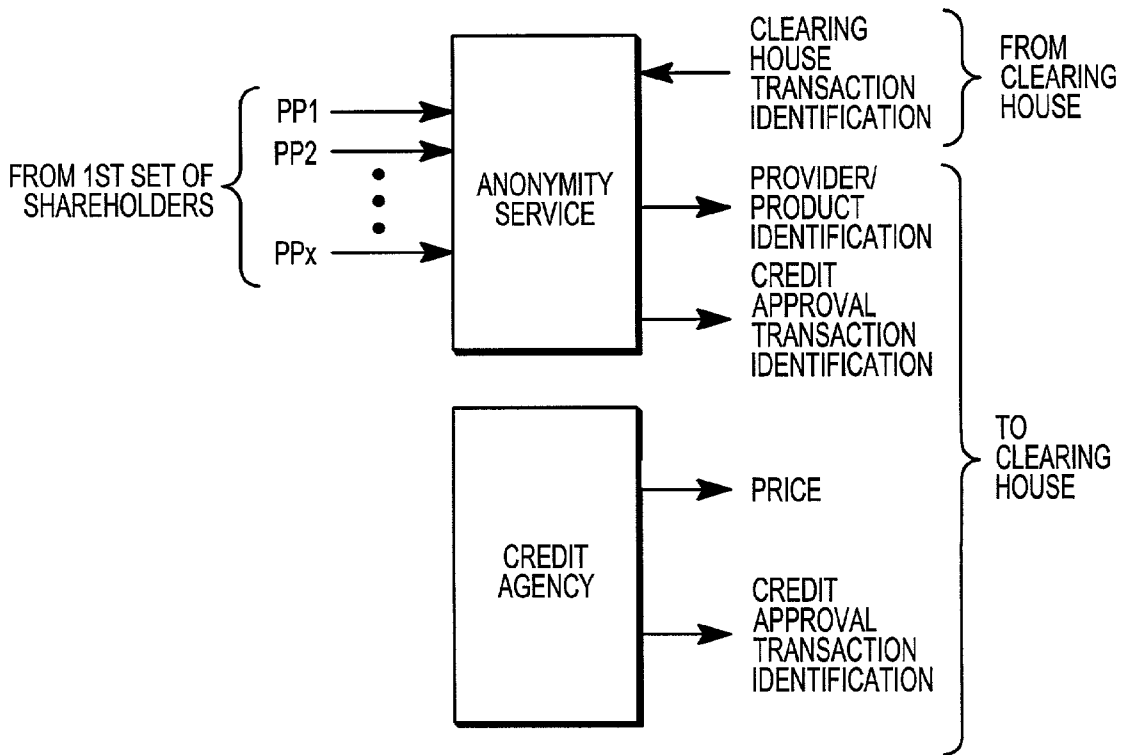 FROM 1ST SET OF
SHAREHOLDERS
PP1
PP2
PPx
ANONYMITY
SERVICE
CLEARING
HOUSE
TRANSACTION
IDENTIFICATION
FROM
CLEARING
HOUSE
PROVIDER/
PRODUCT
IDENTIFICATION
CREDIT
APPROVAL
TRANSACTION
IDENTIFICATION
CREDIT
AGENCY
PRICE
CREDIT
APPROVAL
TRANSACTION
IDENTIFICATION
TO
CLEARING
HOUSE